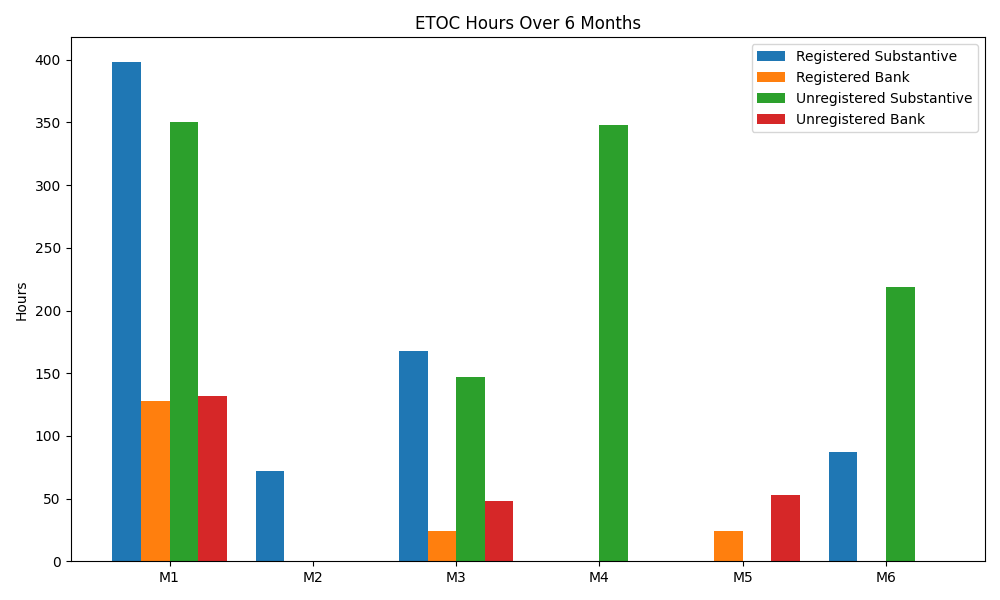 ETOC Hours Over 6 Months
Registered Substantive
Registered Bank
Unregistered Substantive
Unregistered Bank
Hours
400
350
300
250
200
150
100
50
0
M1 M2 M3 M4 M5 M6